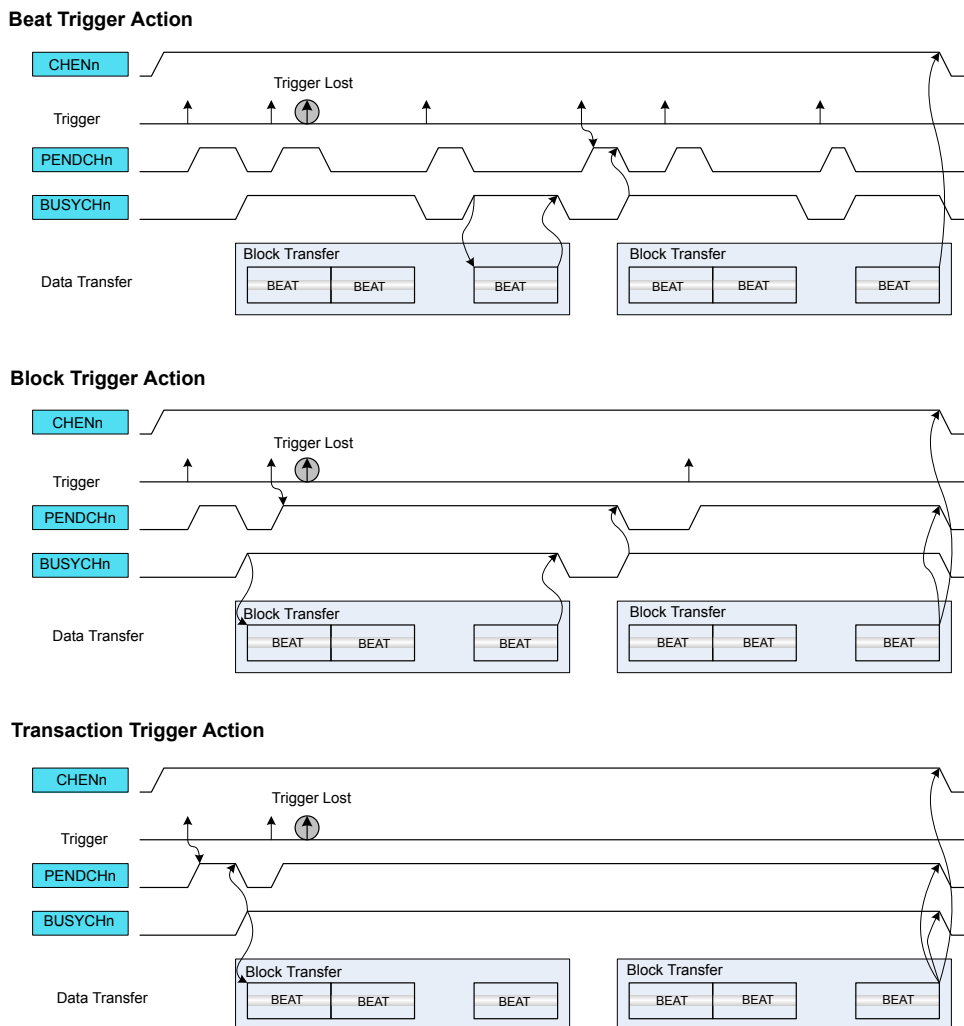 Beat Trigger Action
CHENn
Trigger Lost
Trigger
PENDCHn
BUSYCHn
Block Transfer
Block Transfer
Data Transfer
BEAT
BEAT
BEAT
BEAT
BEAT
BEAT
Block Trigger Action
CHENn
Trigger Lost
Trigger
PENDCHn
BUSYCHn
Block Transfer
Block Transfer
Data Transfer
BEAT
BEAT
BEAT
BEAT
BEAT
BEAT
Transaction Trigger Action
CHENn
Trigger Lost
Trigger
PENDCHn
BUSYCHn
Block Transfer
Block Transfer
Data Transfer
BEAT
BEAT
BEAT
BEAT
BEAT
BEAT